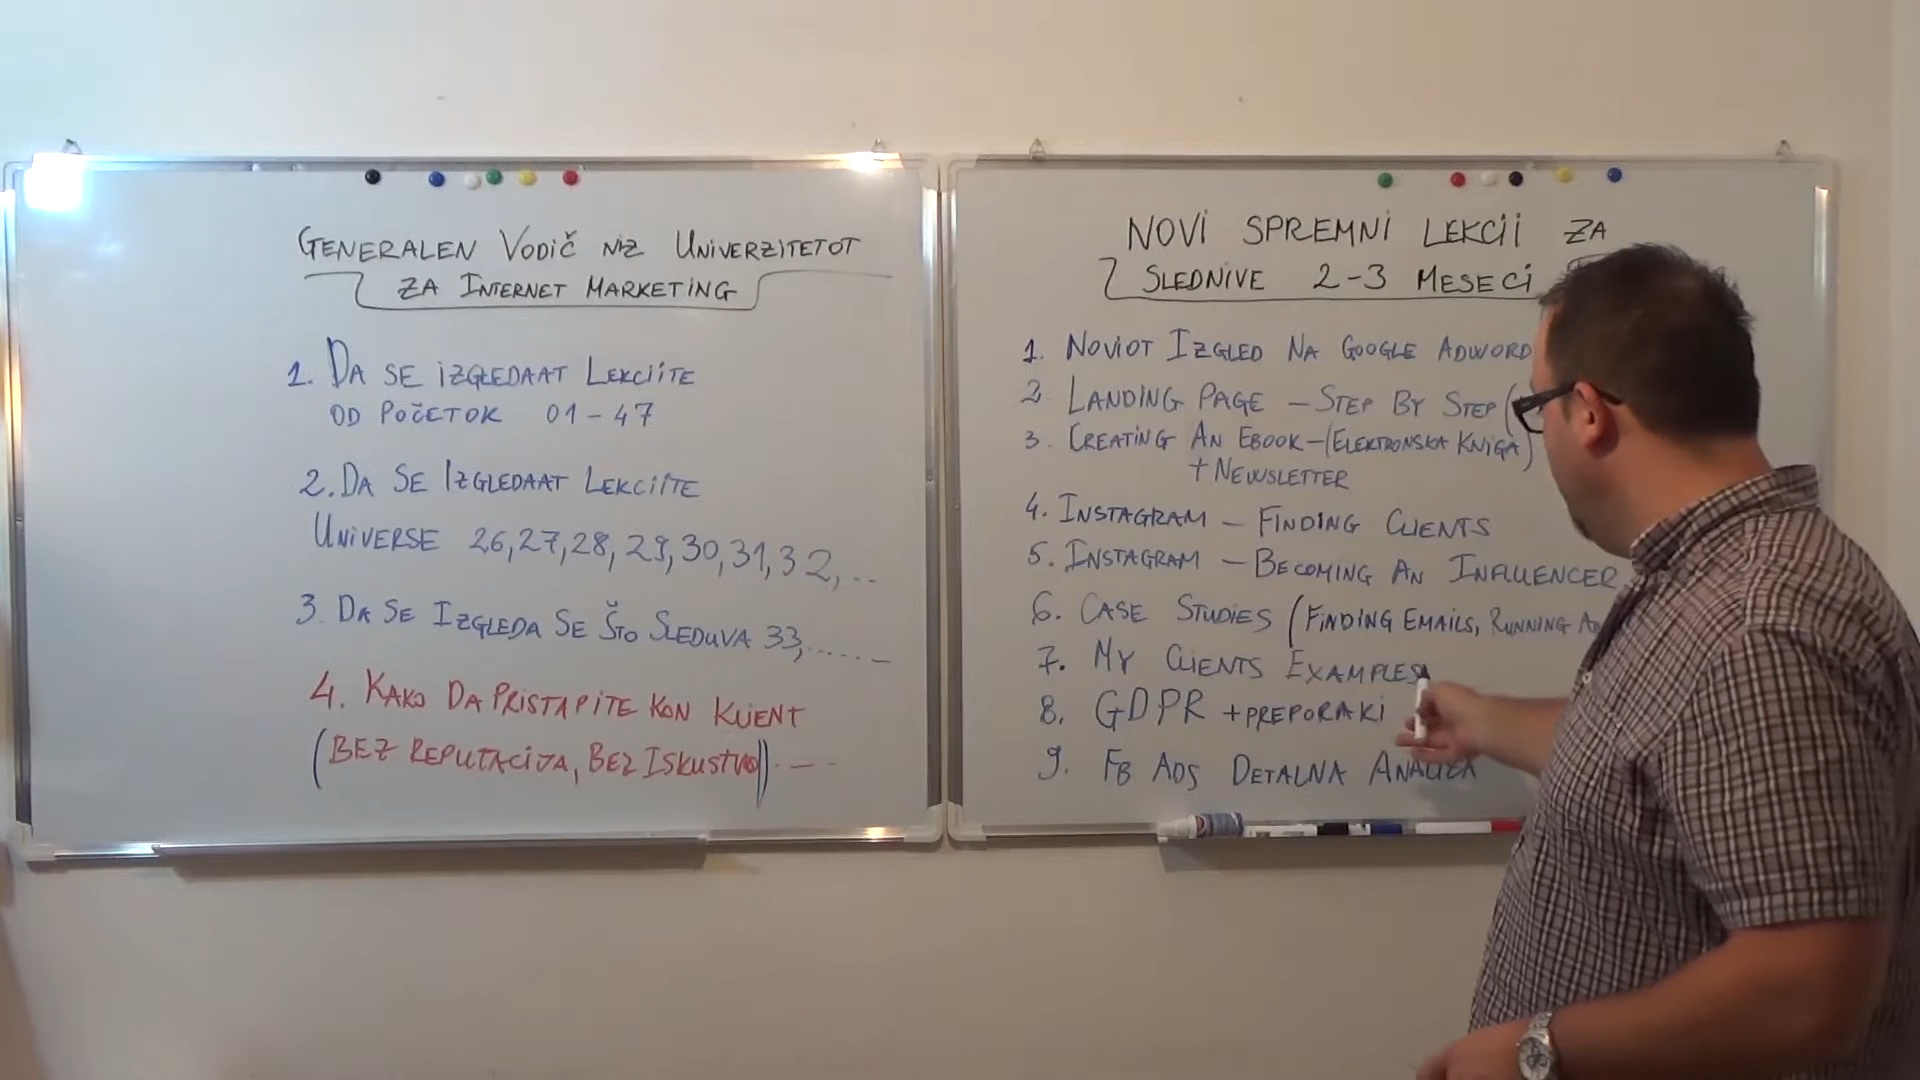 GENERALEN VODIČ NIZ UNIVERZITETOT
ZA INTERNET MARKETING
1. DA SE IZGLEDAAT LEKCIITE
OD POČETOK 01-47
2. DA SE IZGLEDAAT LEKCIITE
UNIVERSE 26,27,28,29,30,31,32,...
3. DA SE IZGLEDA SE ŠTO SLEDUVA 33,......
4. KAKO DA PRISTAPITE KON KLIENT
(BEZ REPUTACIJA, BEZ ISKUSTVO)
NOVI SPREMNI LEKCII ZA
SLEDNIVE 2-3 MESECI
1. NOVIOT IZGLED NA GOOGLE ADWORD
2 LANDING PAGE - STEP BY STEP (
3. CREATING AN EBOOK - (ELEKTRONSKA KNIGA)
+ NEWSLETTER
4. INSTAGRAM - FINDING CLIENTS
5. INSTAGRAM - BECOMING AN INFLUENCER
6. CASE STUDIES (FINDING EMAILS, RUNNING
7. MY CLIENTS EXAMPLES
8. GDPR + PREPORAKI
9. FB ADS DETALNA ANALIZA